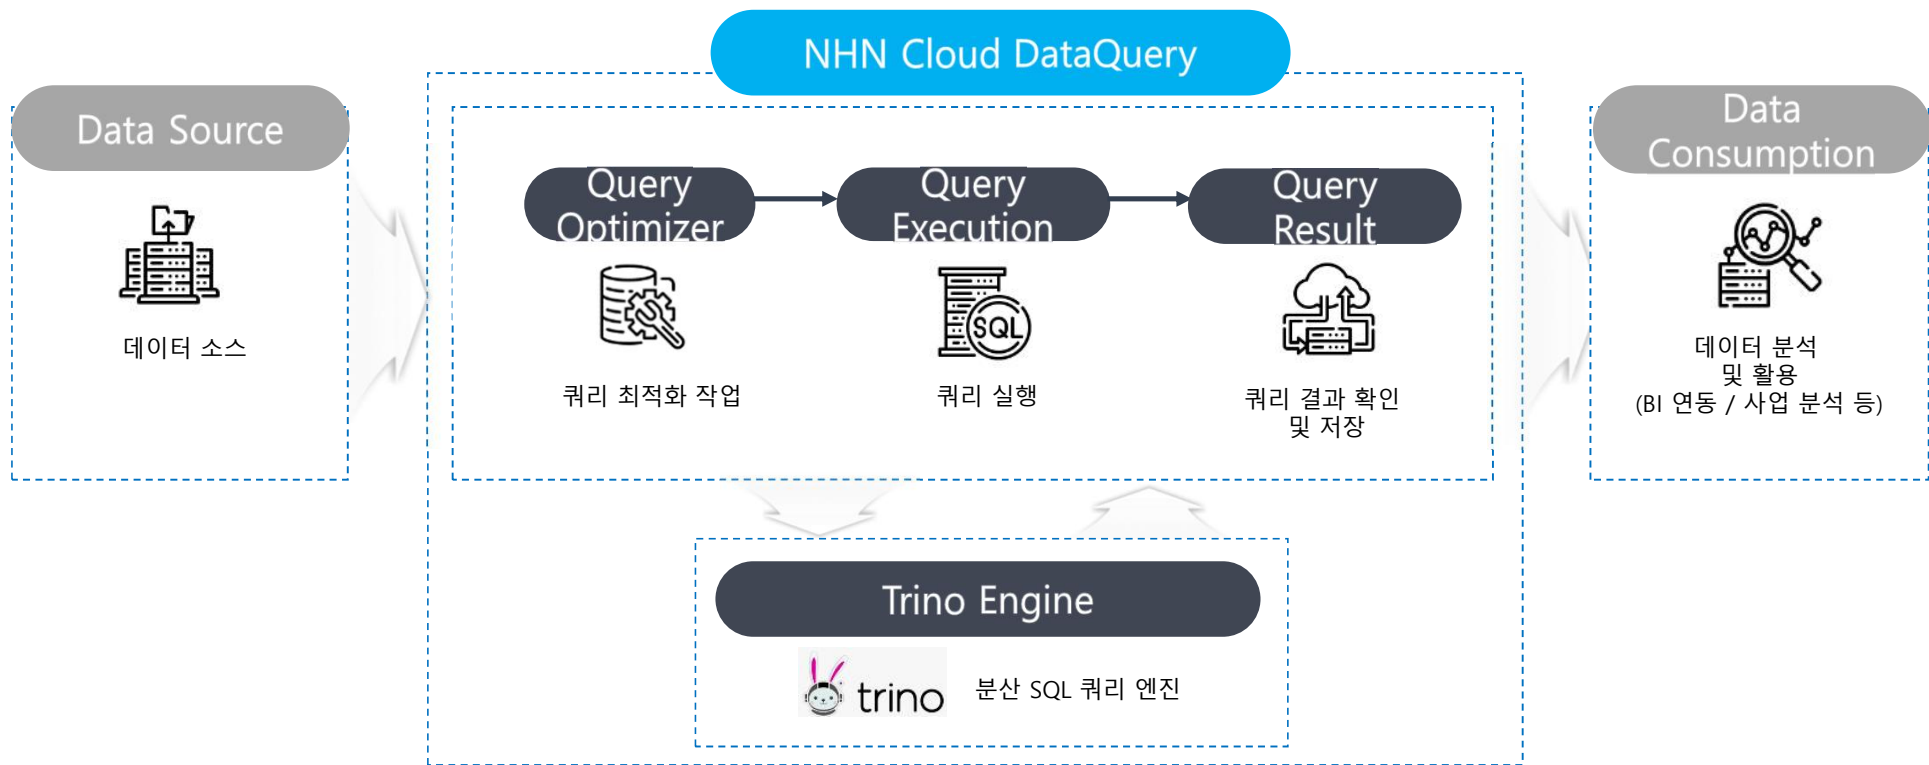 NHN Cloud DataQuery
Data Source
데이터 소스
Query
Optimizer
쿼리 최적화 작업
Query
Execution
SQL
쿼리 실행
Query
Result
쿼리 결과 확인
및 저장
Trino Engine
trino
분산 SQL 쿼리 엔진
Data
Consumption
데이터 분석
및 활용
(BI 연동 / 사업 분석 등)